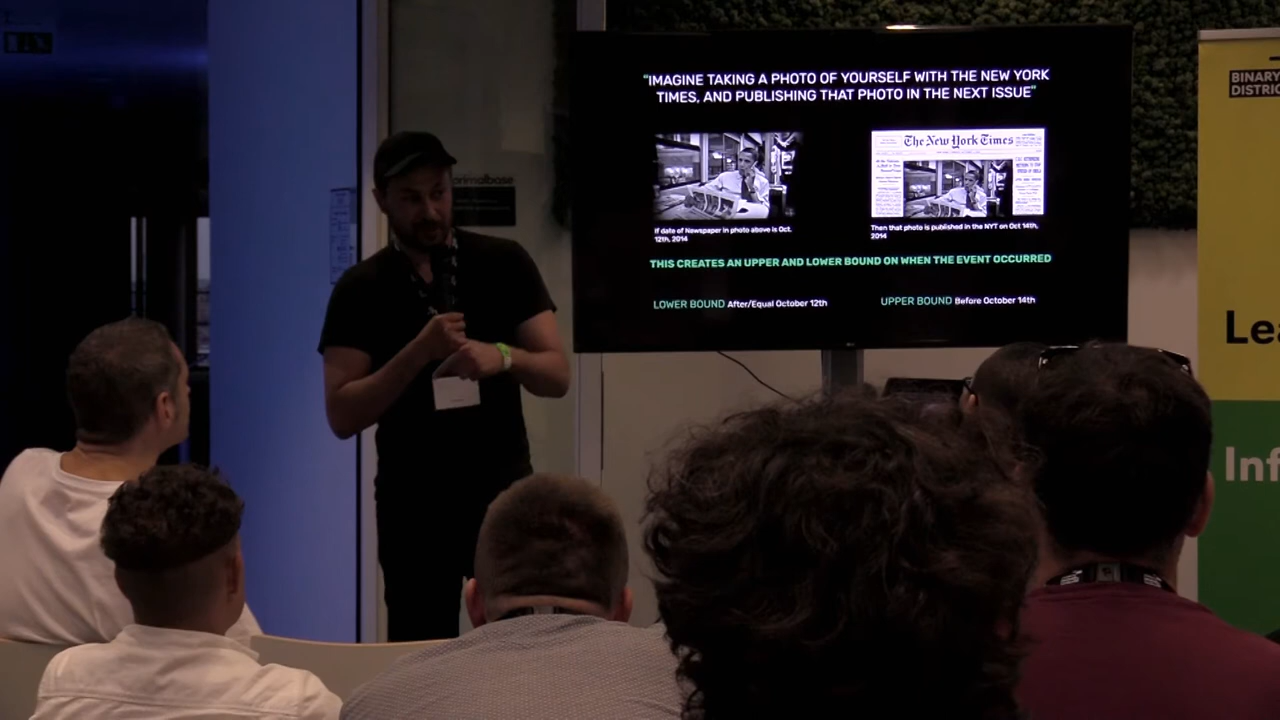 "IMAGINE TAKING A PHOTO OF YOURSELF WITH THE NEW YORK
TIMES, AND PUBLISHING THAT PHOTO IN THE NEXT ISSUE"
The New York Times
If date of Newspaper in photo above is Oct.
12th, 2014
Then that photo is published in the NYT on Oct 14th,
2014
THIS CREATES AN UPPER AND LOWER BOUND ON WHEN THE EVENT OCCURRED
LOWER BOUND After/Equal October 12th
UPPER BOUND Before October 14th
primalbase
BINARY
DISTRIC
Lea
Inf